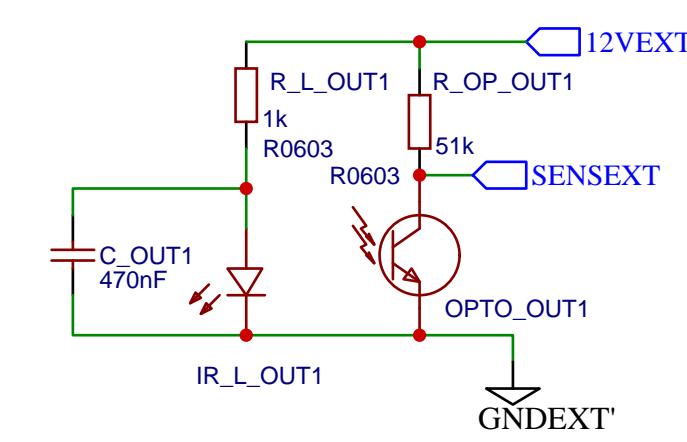 12VEXT
R_L_OUT1
R_OP_OUT1
1k
51k
R0603
R0603
SENSEXT
C_OUT1
470nF
OPTO_OUT1
IR_L_OUT1
GNDEXT'